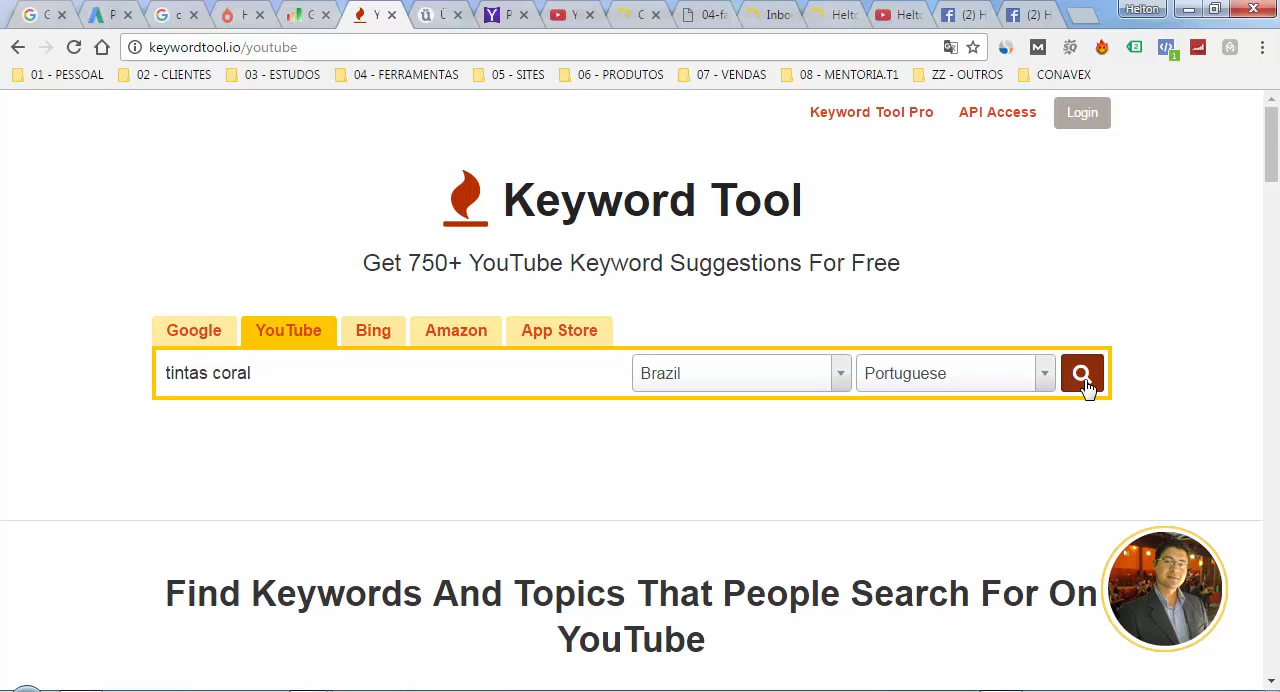 Helton
keywordtool.io/youtube
01 - PESSOAL 02 - CLIENTES 03 - ESTUDOS 04 - FERRAMENTAS 05 - SITES 06 - PRODUTOS 07 - VENDAS 08 - MENTORIA.T1 ZZ - OUTROS CONAVEX
Keyword Tool Pro API Access Login
Keyword Tool
Get 750+ YouTube Keyword Suggestions For Free
Google YouTube Bing Amazon App Store
tintas coral Brazil Portuguese
Find Keywords And Topics That People Search For On
YouTube